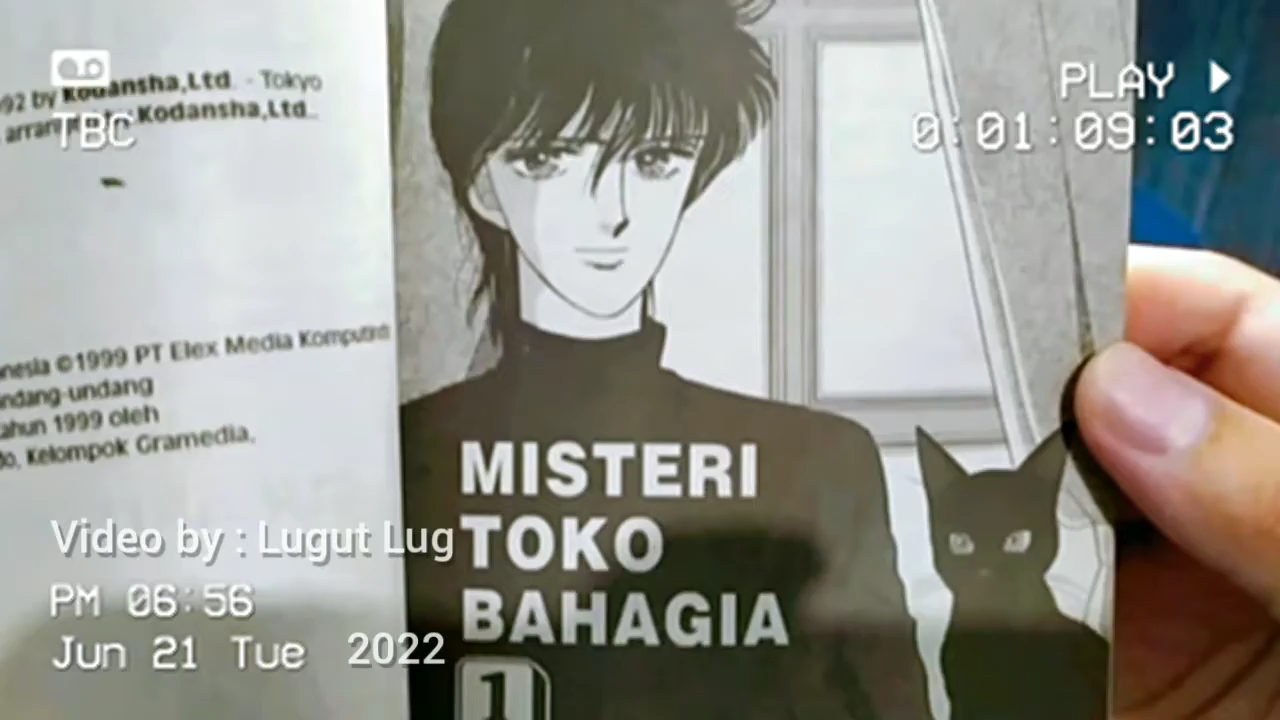 92 by Kodansha,Ltd. - Tokyo
Kodansha,Ltd.
TBC
PLAY
0:01:09:03
©1999 PT Elex Media
ndang-undang
ahun 1999 oleh
Kelompok Gramedia,
MISTERI
TOKO
BAHAGIA
1
Video by : Lugut Lug
PM 06:56
Jun 21 Tue 2022